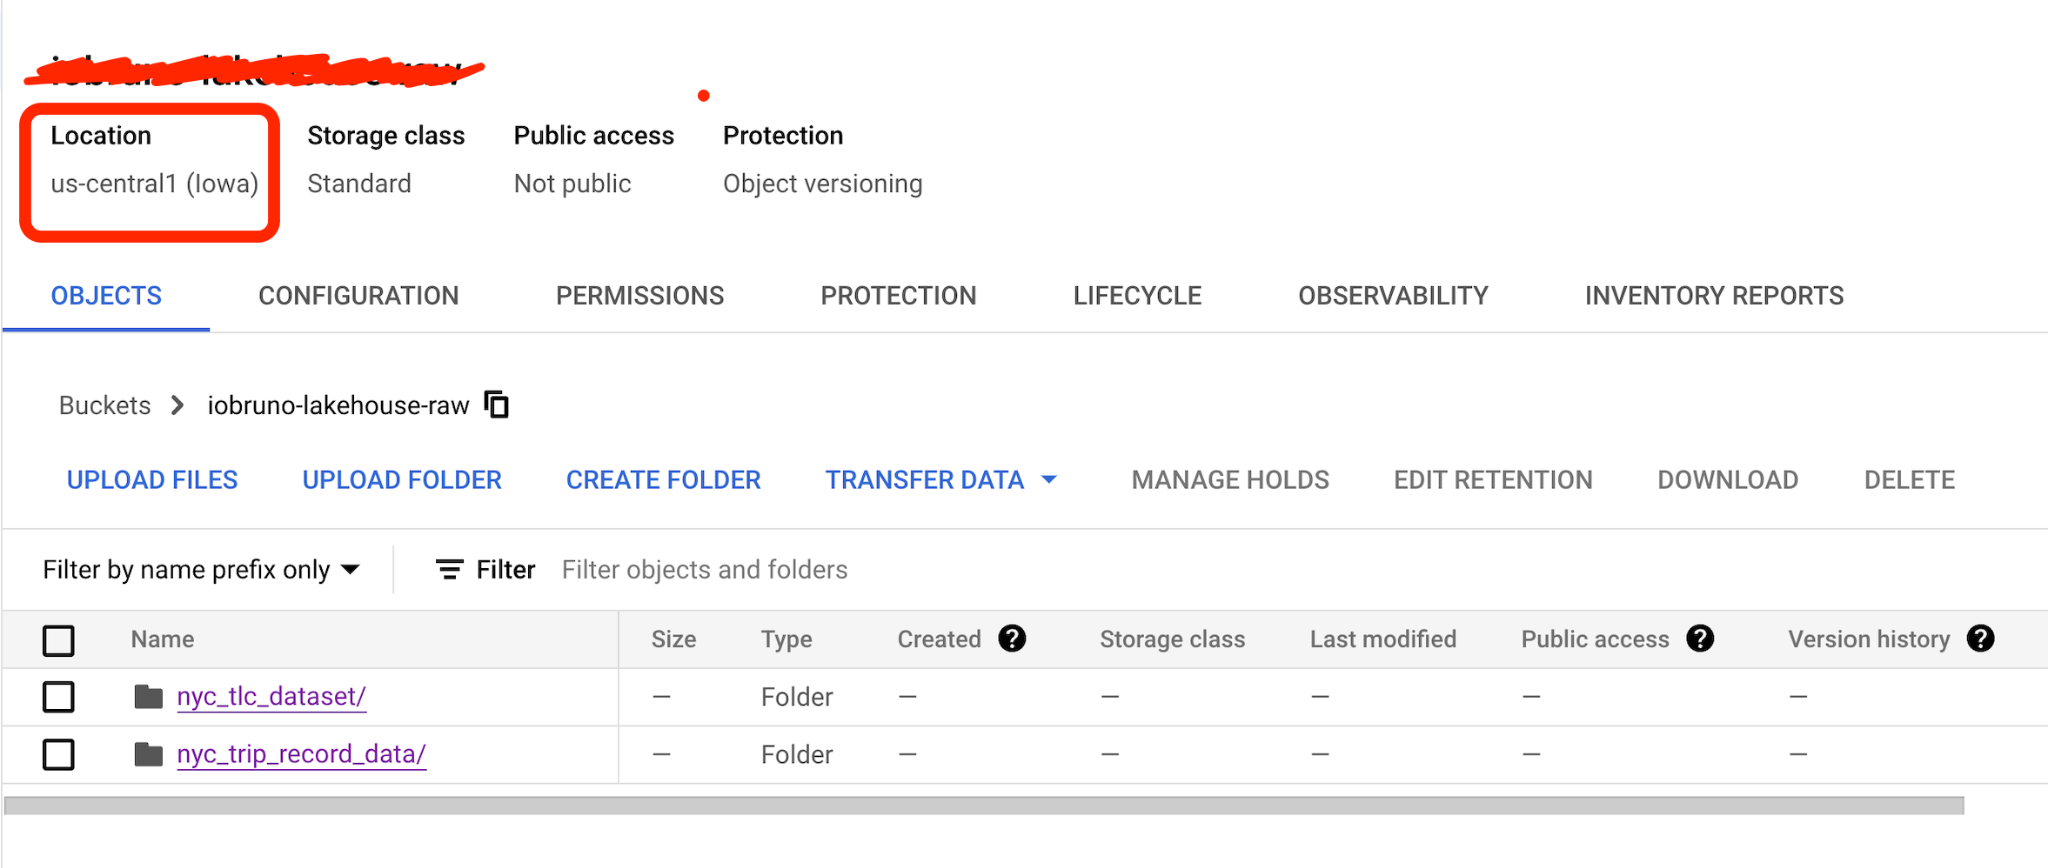 Location Storage class Public access Protection
us-central1 (Iowa) Standard Not public Object versioning
OBJECTS CONFIGURATION PERMISSIONS PROTECTION LIFECYCLE OBSERVABILITY INVENTORY REPORTS
Buckets iobruno-lakehouse-raw
UPLOAD FILES UPLOAD FOLDER CREATE FOLDER TRANSFER DATA MANAGE HOLDS EDIT RETENTION DOWNLOAD DELETE
Filter by name prefix only Filter Filter objects and folders
Name Size Type Created ? Storage class Last modified Public access ? Version history ?
nyc_tlc_dataset/ — Folder — — — — —
nyc_trip_record_data/ — Folder — — — — —